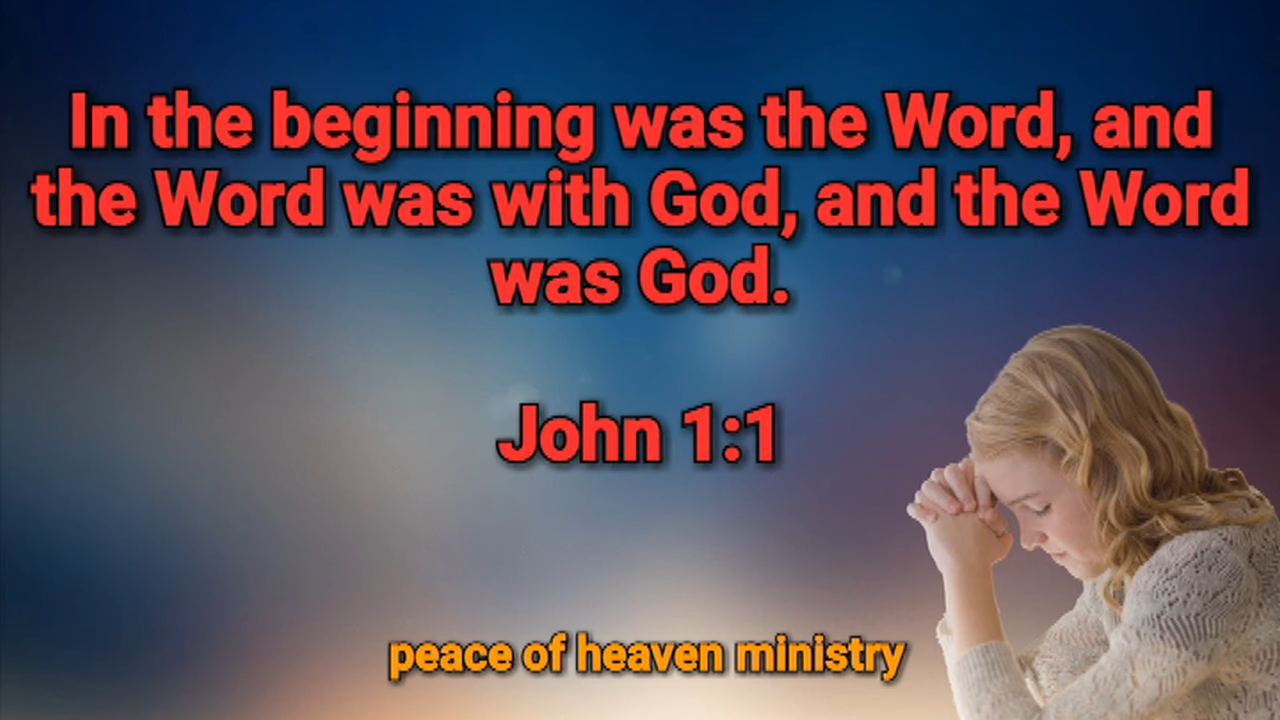 In the beginning was the Word, and
the Word was with God, and the Word
was God.
John 1:1
peace of heaven ministry